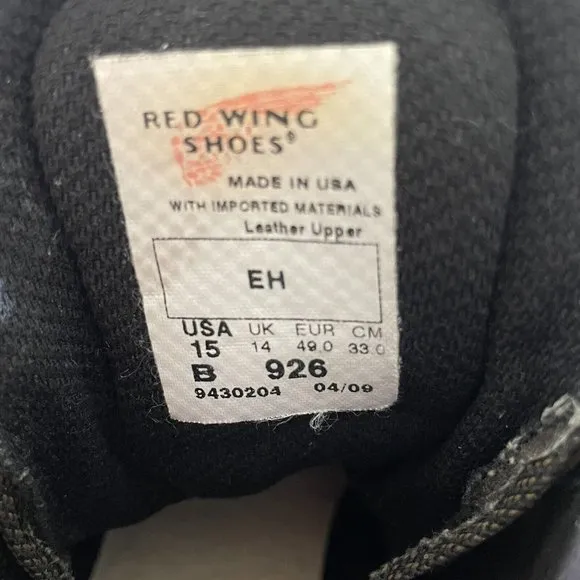 RED WING
SHOES®
MADE IN USA
WITH IMPORTED MATERIALS
Leather Upper
EH
USA UK EUR CM
15 14 49.0 33.0
B 926
9430204 04/09